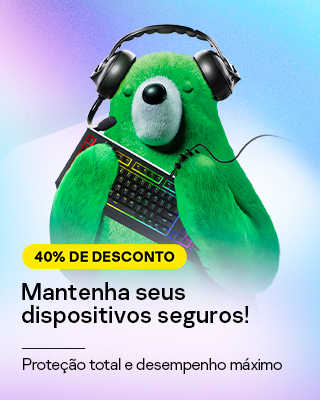 40% DE DESCONTO
Mantenha seus
dispositivos seguros!
Proteção total e desempenho máximo